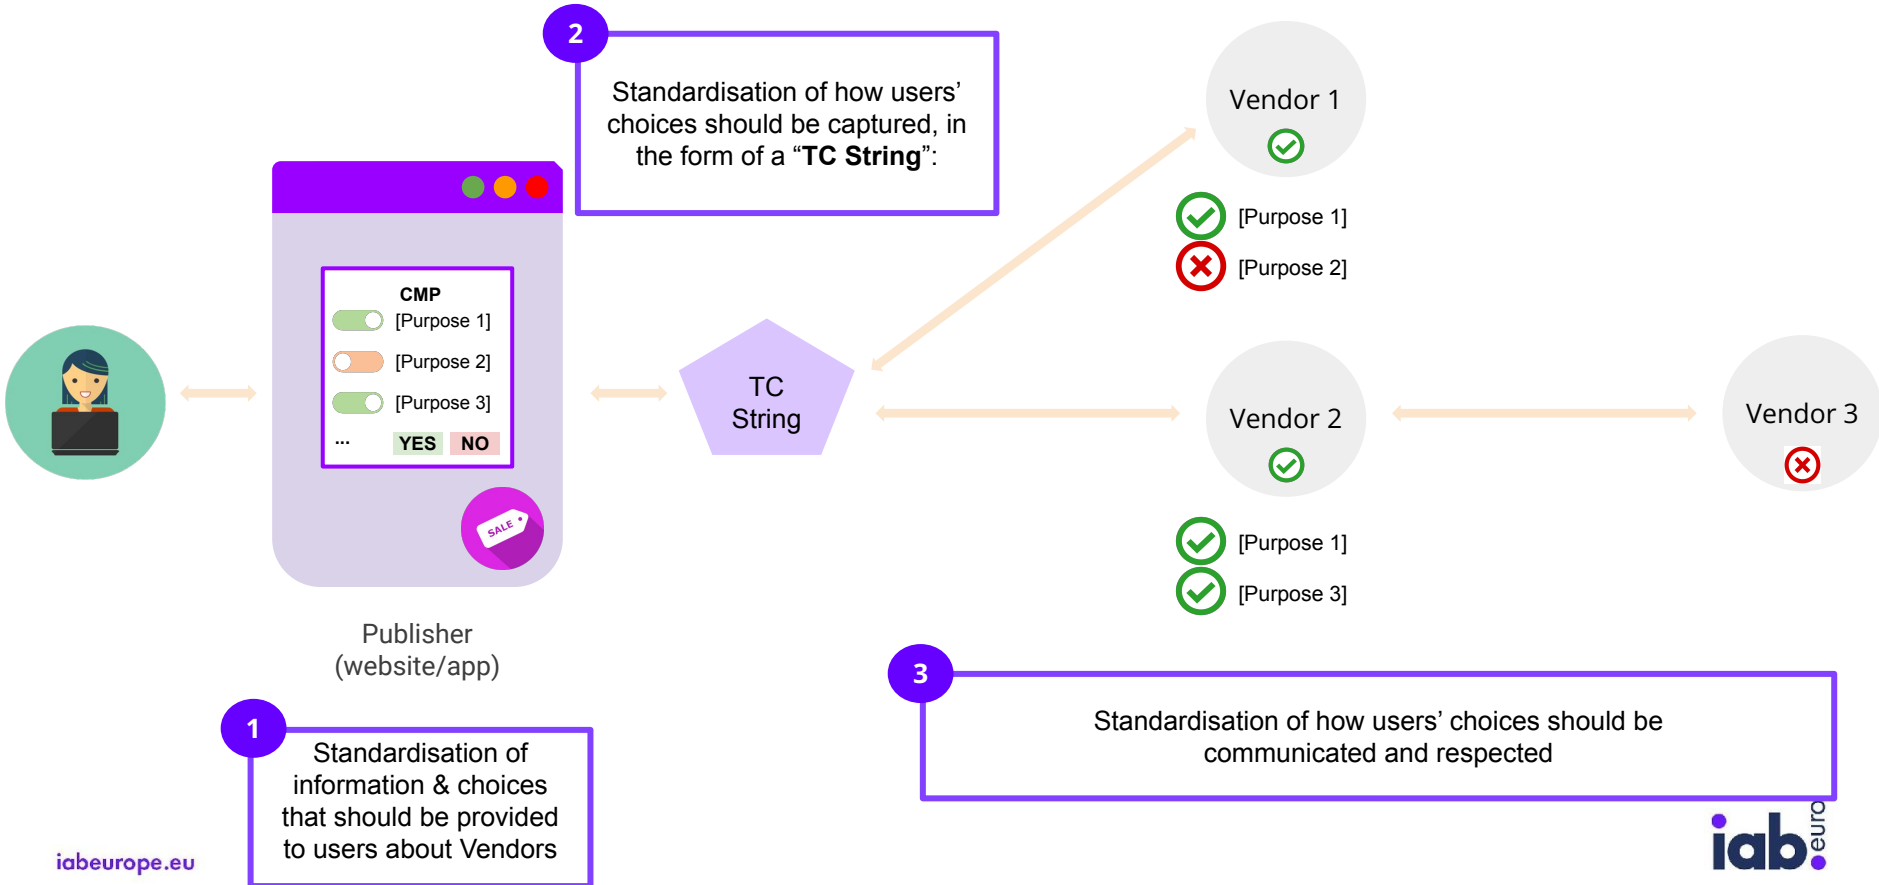 2
Standardisation of how users’
choices should be captured, in
the form of a “TC String”:
Vendor 1
[Purpose 1]
[Purpose 2]
CMP
[Purpose 1]
[Purpose 2]
[Purpose 3]
...
YES NO
SALE
TC
String
Vendor 2
Vendor 3
[Purpose 1]
[Purpose 3]
Publisher
(website/app)
3
Standardisation of how users’ choices should be
communicated and respected
1
Standardisation of
information & choices
that should be provided
to users about Vendors
iabeurope.eu
iab
euro